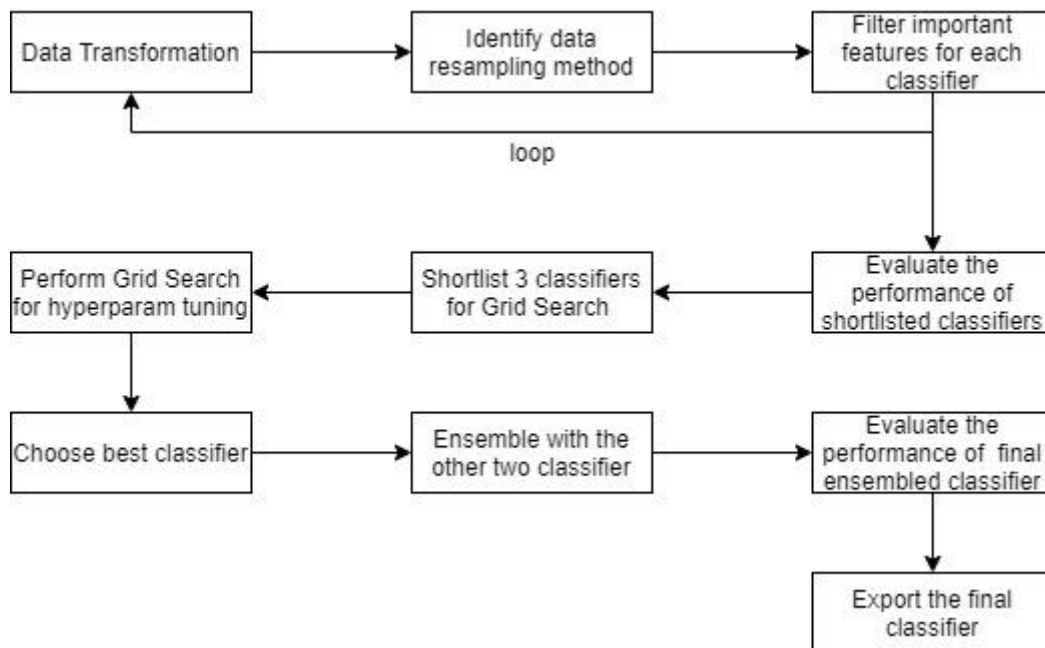 Data Transformation
Identify data
resampling method
Filter important
features for each
classifier
loop
Evaluate the
performance of
shortlisted classifiers
Shortlist 3 classifiers
for Grid Search
Perform Grid Search
for hyperparam tuning
Choose best classifier
Ensemble with the
other two classifier
Evaluate the
performance of final
ensembled classifier
Export the final
classifier